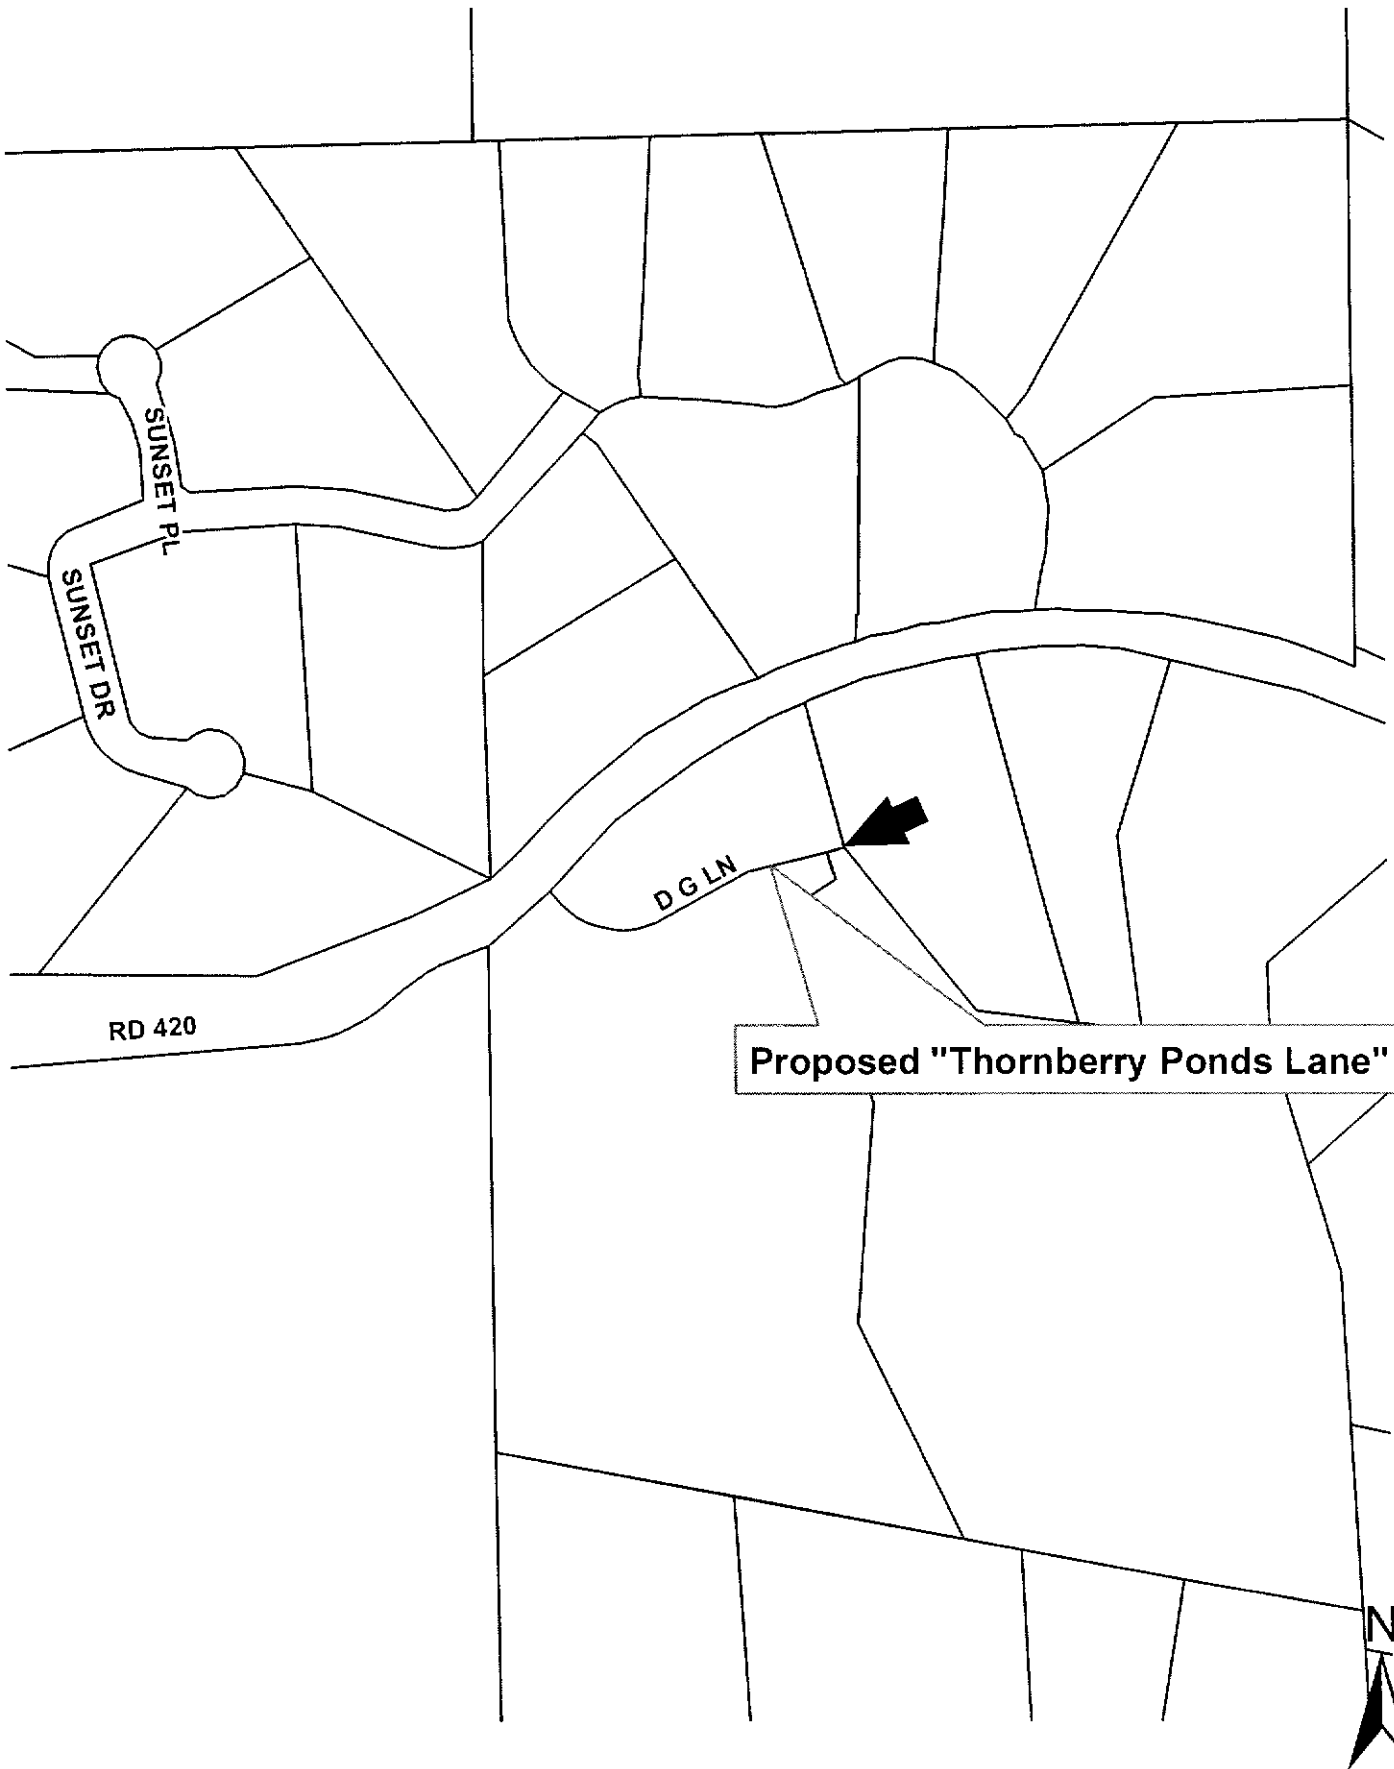 SUNSET PL
SUNSET DR
D G LN
RD 420
Proposed "Thornberry Ponds Lane"
N